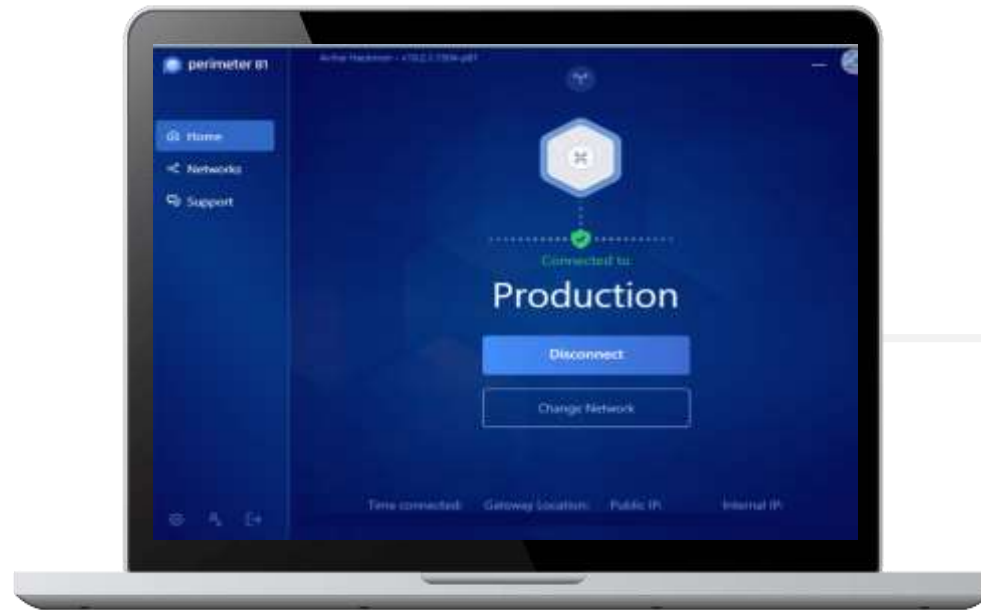 perimeter 81
Home
Networks
Support
Connected to:
Production
Disconnect
Change Network
Time connected: Gateway Location: Public IP: Internal IP: